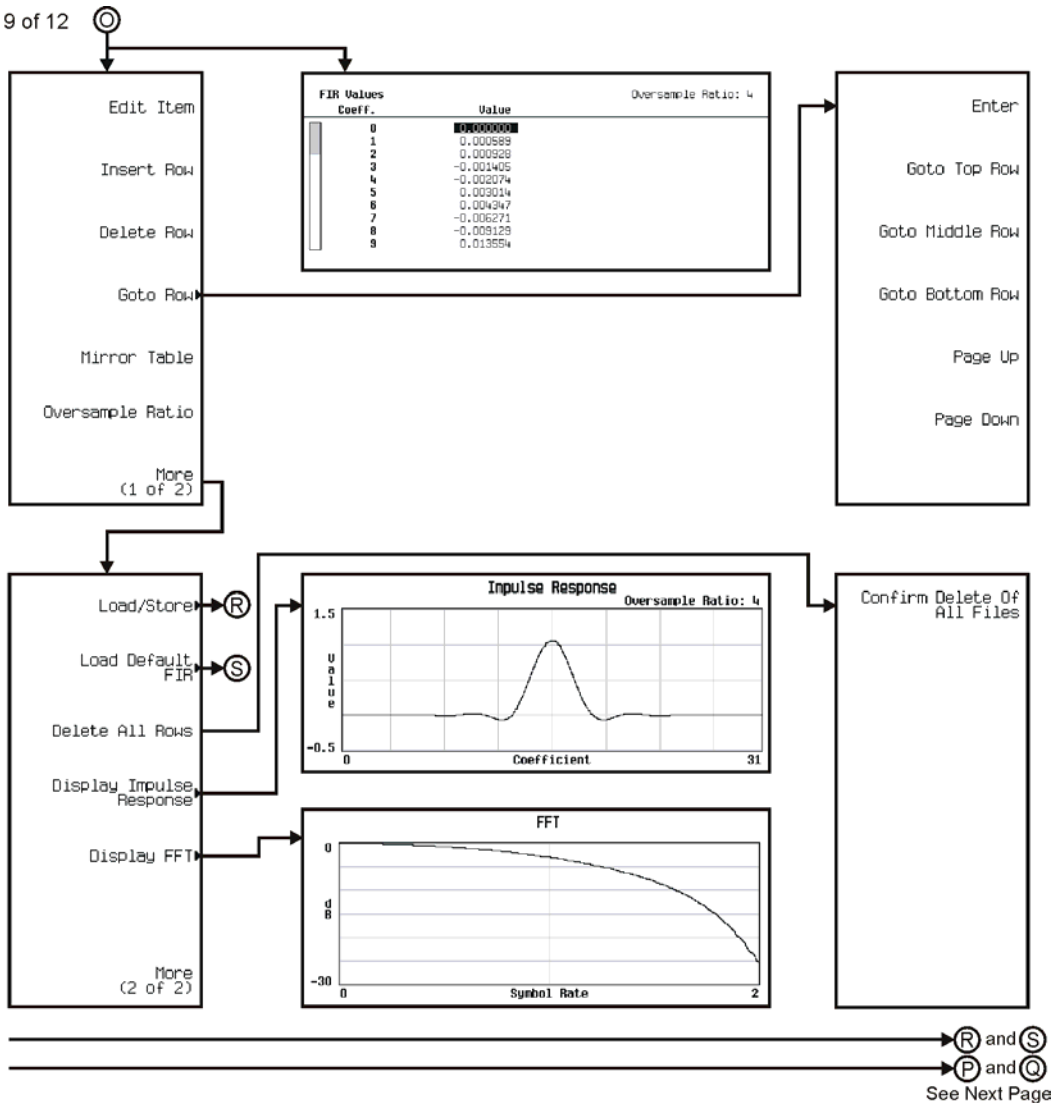 9 of 12 O
Edit Item
Insert Row
Delete Row
Goto Row
Mirror Table
Oversample Ratio
More
(1 of 2)
FIR Values Oversample Ratio: 4
Coeff. Value
0 0.000000
1 0.000589
2 0.000928
3 -0.001405
4 -0.002074
5 0.003014
6 0.004347
7 -0.006271
8 -0.009129
9 0.013554
Enter
Goto Top Row
Goto Middle Row
Goto Bottom Row
Page Up
Page Down
Load/Store R
Load Default
FIR S
Delete All Rows
Display Impulse
Response
Display FFT
More
(2 of 2)
Impulse Response
Oversample Ratio: 4
1.5
Value
-0.5
0 Coefficient 31
FFT
0
dB
-30
0 Symbol Rate 2
Confirm Delete Of
All Files
R and S
P and Q
See Next Page